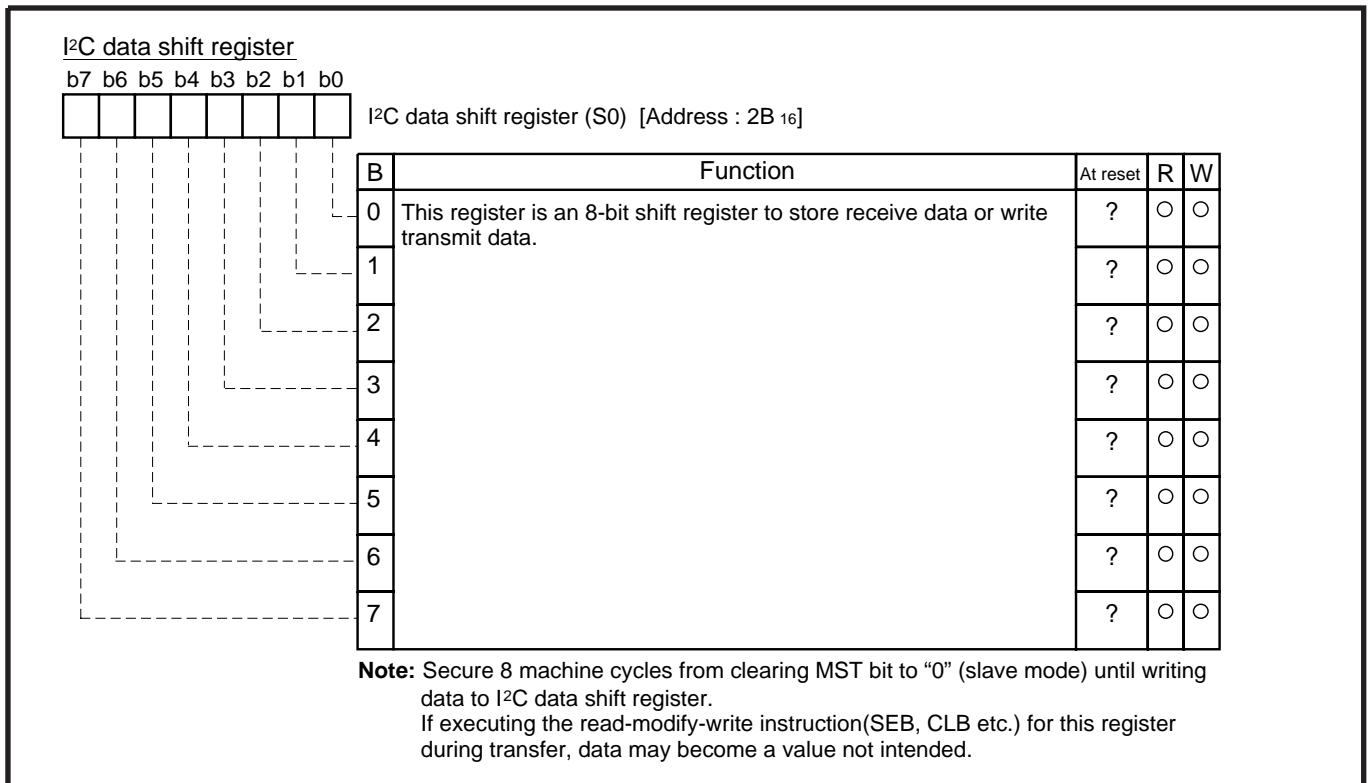 I2C data shift register
b7 b6 b5 b4 b3 b2 b1 b0
I2C data shift register (S0) [Address : 2B 16]
B Function At reset R W
0 This register is an 8-bit shift register to store receive data or write ? ○ ○
transmit data.
1 ? ○ ○
2 ? ○ ○
3 ? ○ ○
4 ? ○ ○
5 ? ○ ○
6 ? ○ ○
7 ? ○ ○
Note: Secure 8 machine cycles from clearing MST bit to “0” (slave mode) until writing
data to I2C data shift register.
If executing the read-modify-write instruction(SEB, CLB etc.) for this register
during transfer, data may become a value not intended.